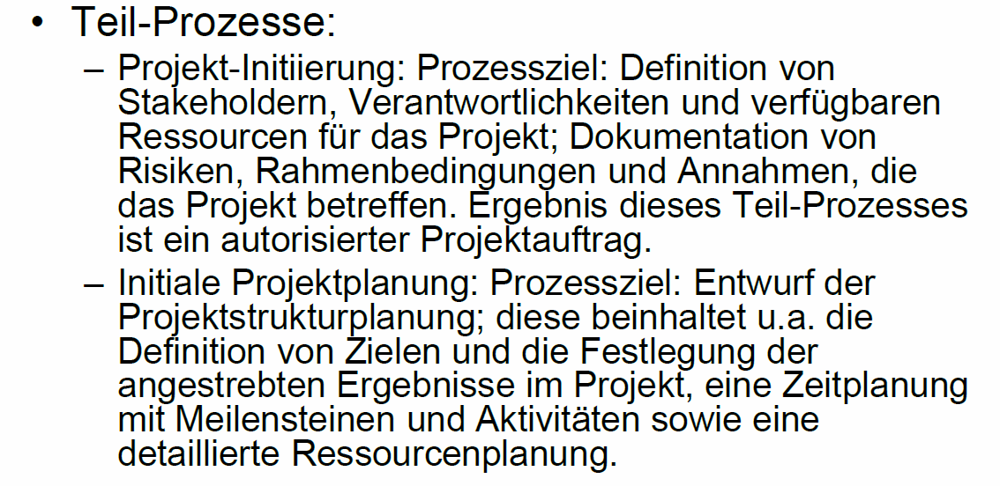 • Teil-Prozesse:
– Projekt-Initiierung: Prozessziel: Definition von
Stakeholdern, Verantwortlichkeiten und verfügbaren
Ressourcen für das Projekt; Dokumentation von
Risiken, Rahmenbedingungen und Annahmen, die
das Projekt betreffen. Ergebnis dieses Teil-Prozesses
ist ein autorisierter Projektauftrag.
– Initiale Projektplanung: Prozessziel: Entwurf der
Projektstrukturplanung; diese beinhaltet u.a. die
Definition von Zielen und die Festlegung der
angestrebten Ergebnisse im Projekt, eine Zeitplanung
mit Meilensteinen und Aktivitäten sowie eine
detaillierte Ressourcenplanung.